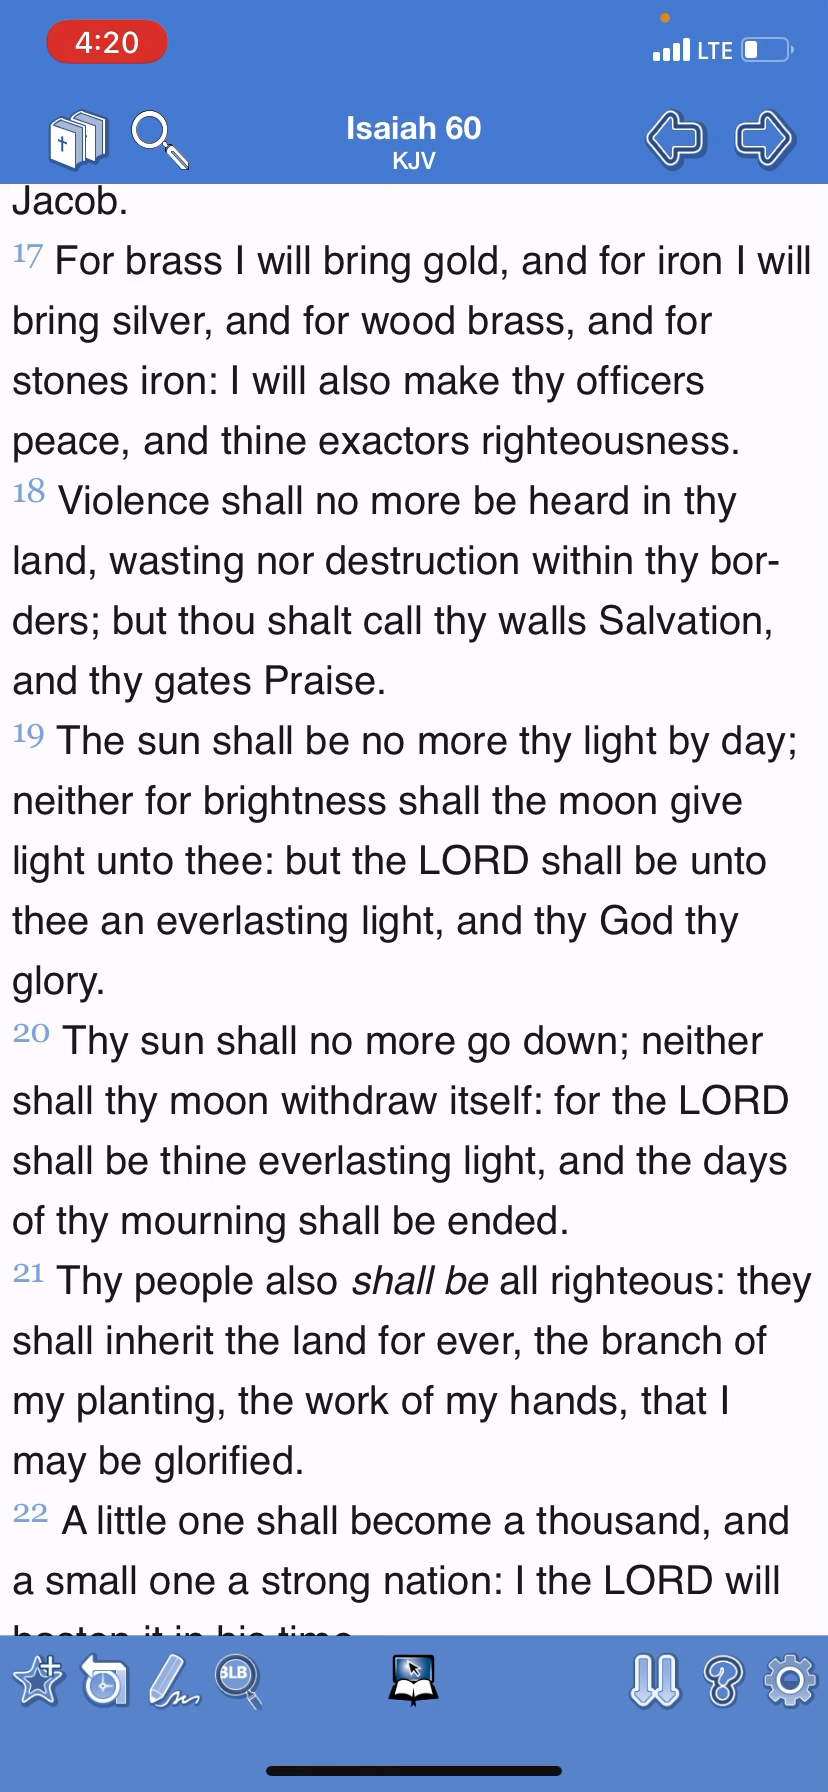 4:20
LTE
Isaiah 60
KJV
Jacob.
17 For brass I will bring gold, and for iron I will
bring silver, and for wood brass, and for
stones iron: I will also make thy officers
peace, and thine exactors righteousness.
18 Violence shall no more be heard in thy
land, wasting nor destruction within thy bor-
ders; but thou shalt call thy walls Salvation,
and thy gates Praise.
19 The sun shall be no more thy light by day;
neither for brightness shall the moon give
light unto thee: but the LORD shall be unto
thee an everlasting light, and thy God thy
glory.
20 Thy sun shall no more go down; neither
shall thy moon withdraw itself: for the LORD
shall be thine everlasting light, and the days
of thy mourning shall be ended.
21 Thy people also shall be all righteous: they
shall inherit the land for ever, the branch of
my planting, the work of my hands, that I
may be glorified.
22 A little one shall become a thousand, and
a small one a strong nation: I the LORD will
it in his time
BLB